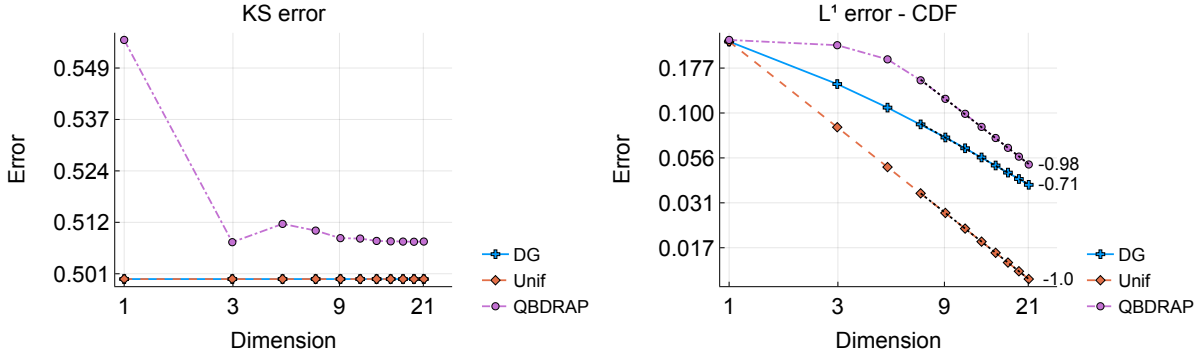 KS error
0.549
0.537
0.524
0.512
0.501
Error
1
3
9
21
Dimension
DG
Unif
QBDRAP
L¹ error - CDF
0.177
0.100
0.056
0.031
0.017
Error
-0.98
-0.71
-1.0
1
3
9
21
Dimension
DG
Unif
QBDRAP